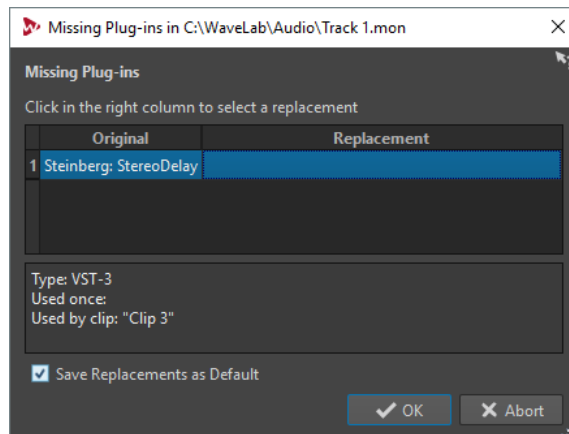 Missing Plug-ins in C:\WaveLab\Audio\Track 1.mon
Missing Plug-ins
Click in the right column to select a replacement
Original Replacement
1 Steinberg: StereoDelay
Type: VST-3
Used once:
Used by clip: "Clip 3"
Save Replacements as Default
OK Abort